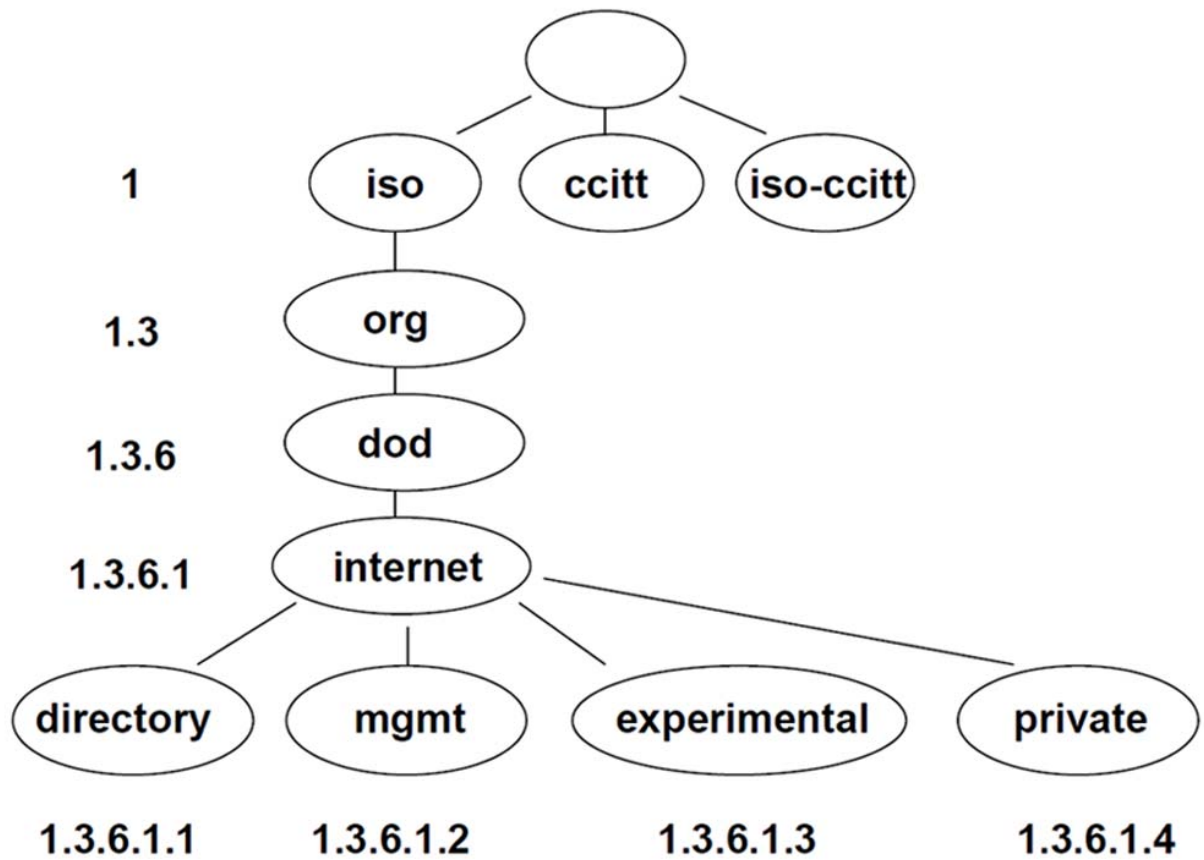 1 iso ccitt iso-ccitt
1.3 org
1.3.6 dod
1.3.6.1 internet
directory mgmt experimental private
1.3.6.1.1 1.3.6.1.2 1.3.6.1.3 1.3.6.1.4